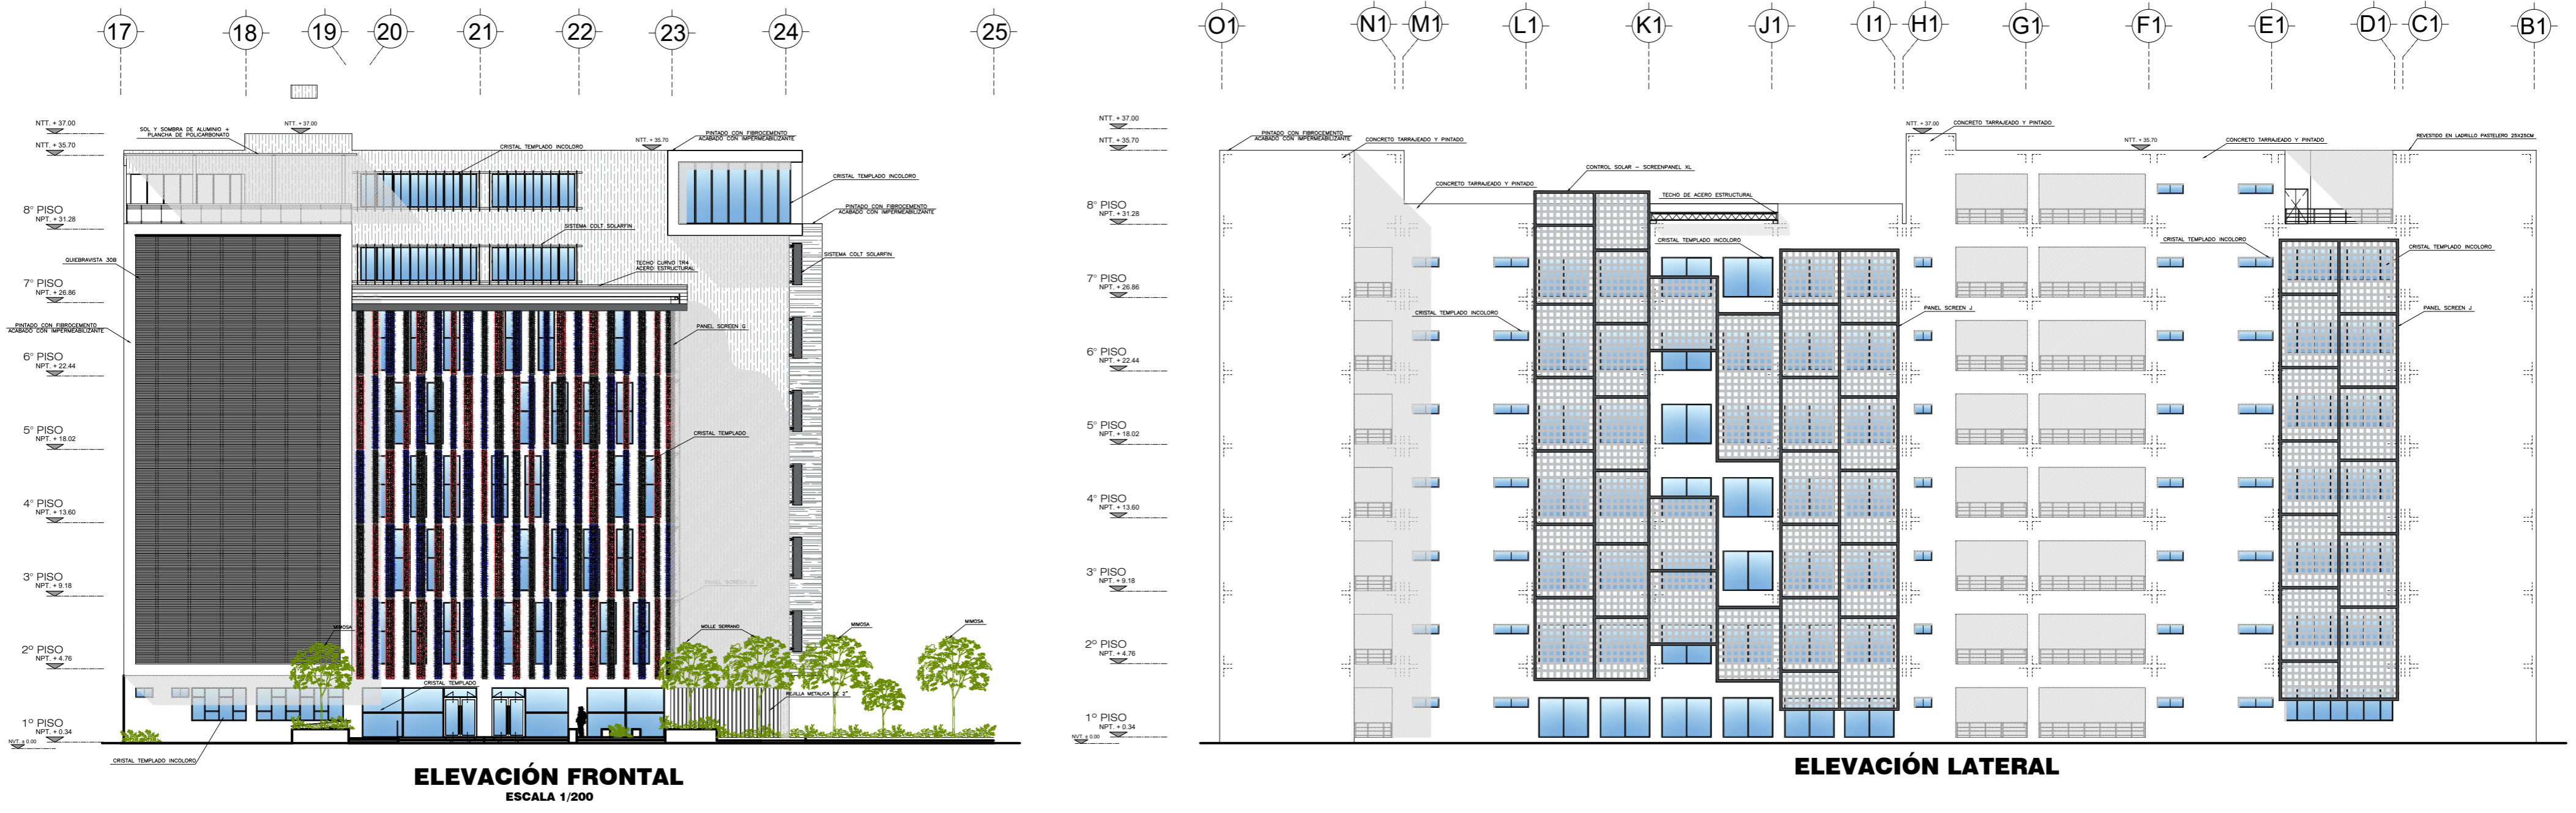 17
18
19
20
21
22
23
24
25
NTT. + 37.00
NTT. + 35.70
8° PISO
NPT. + 31.28
7° PISO
NPT. + 26.86
6° PISO
NPT. + 22.44
5° PISO
NPT. + 18.02
4° PISO
NPT. + 13.60
3° PISO
NPT. + 9.18
2° PISO
NPT. + 4.76
1° PISO
NPT. + 0.34
NVT. ± 0.00
SOL Y SOMBRA DE ALUMINIO +
PLANCHA DE POLICARBONATO
NTT. + 37.00
CRISTAL TEMPLADO INCOLORO
NTT. + 35.70
PINTADO CON FIBROCEMENTO
ACABADO CON IMPERMEABILIZANTE
CRISTAL TEMPLADO INCOLORO
PINTADO CON FIBROCEMENTO
ACABADO CON IMPERMEABILIZANTE
SISTEMA COLT SOLARFIN
SISTEMA COLT SOLARFIN
QUIEBRAVISTA 30B
TECHO CURVO TR4
ACERO ESTRUCTURAL
PINTADO CON FIBROCEMENTO
ACABADO CON IMPERMEABILIZANTE
PANEL SCREEN G
CRISTAL TEMPLADO
PANEL SCREEN J
MIMOSA
MOLLE SERRANO
MIMOSA
MIMOSA
CRISTAL TEMPLADO
REJILLA METALICA DE 2"
CRISTAL TEMPLADO INCOLORO
ELEVACIÓN FRONTAL
ESCALA 1/200
O1
N1
M1
L1
K1
J1
I1
H1
G1
F1
E1
D1
C1
B1
NTT. + 37.00
NTT. + 35.70
8° PISO
NPT. + 31.28
7° PISO
NPT. + 26.86
6° PISO
NPT. + 22.44
5° PISO
NPT. + 18.02
4° PISO
NPT. + 13.60
3° PISO
NPT. + 9.18
2° PISO
NPT. + 4.76
1° PISO
NPT. + 0.34
NVT. ± 0.00
PINTADO CON FIBROCEMENTO
ACABADO CON IMPERMEABILIZANTE
CONCRETO TARRAJEADO Y PINTADO
CONCRETO TARRAJEADO Y PINTADO
CONTROL SOLAR - SCREENPANEL XL
TECHO DE ACERO ESTRUCTURAL
CRISTAL TEMPLADO INCOLORO
CRISTAL TEMPLADO INCOLORO
NTT. + 37.00
CONCRETO TARRAJEADO Y PINTADO
NTT. + 35.70
CONCRETO TARRAJEADO Y PINTADO
REVESTIDO EN LADRILLO PASTELERO 25X25CM
CRISTAL TEMPLADO INCOLORO
CRISTAL TEMPLADO INCOLORO
PANEL SCREEN J
PANEL SCREEN J
ELEVACIÓN LATERAL